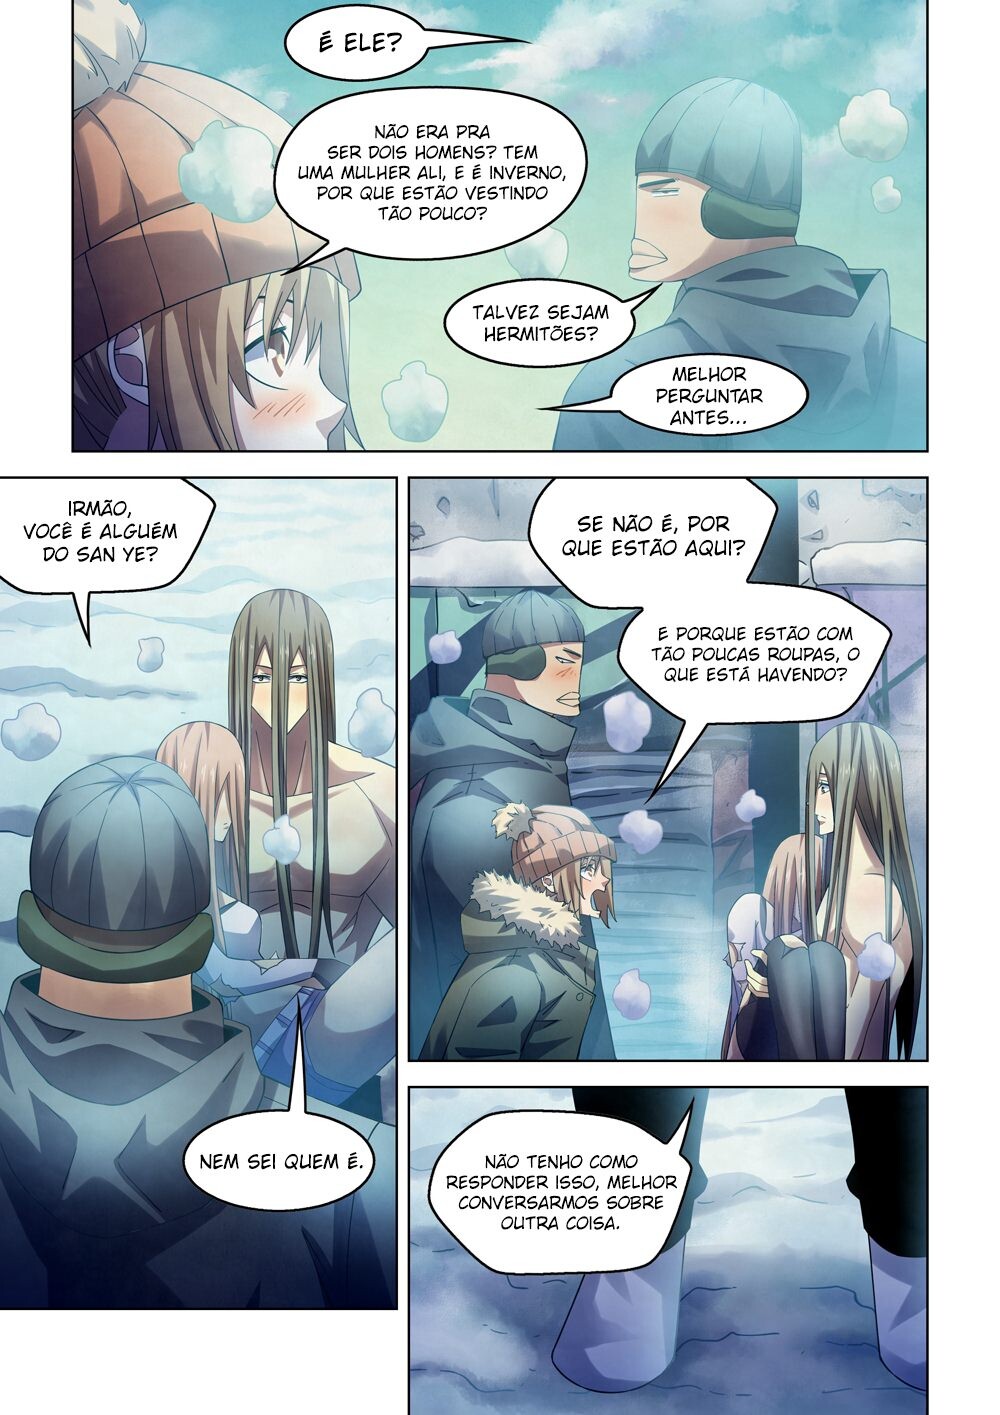 É ELE?
NÃO ERA PRA
SER DOIS HOMENS? TEM
UMA MULHER ALI, E É INVERNO,
POR QUE ESTÃO VESTINDO
TÃO POUCO?
TALVEZ SEJAM
HERMITÕES?
MELHOR
PERGUNTAR
ANTES...
IRMÃO,
VOCÊ É ALGUÉM
DO SAN YE?
NEM SEI QUEM É.
SE NÃO É, POR
QUE ESTÃO AQUI?
E PORQUE ESTÃO COM
TÃO POUCAS ROUPAS, O
QUE ESTÁ HAVENDO?
NÃO TENHO COMO
RESPONDER ISSO, MELHOR
CONVERSARMOS SOBRE
OUTRA COISA.